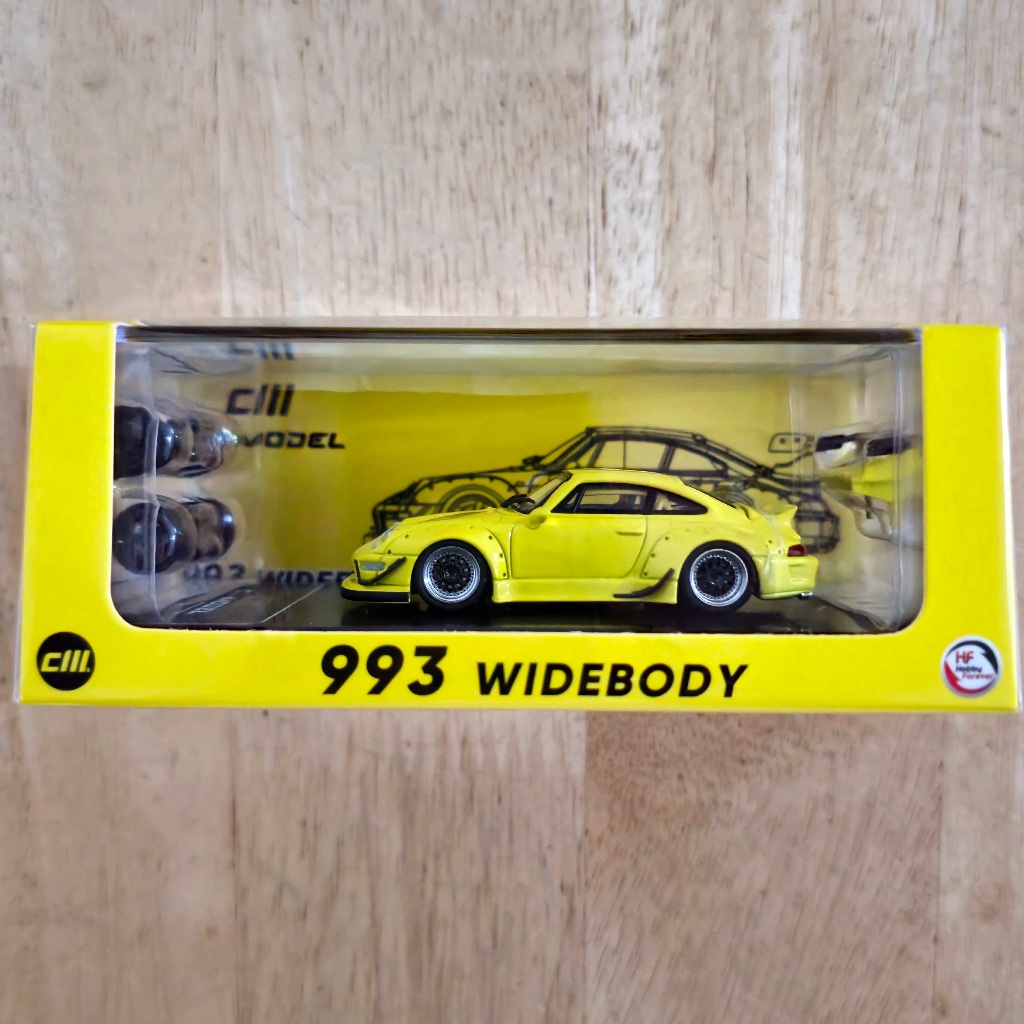 CM
MODEL
CM
993 WIDEBODY
HF
Hobby
Forever